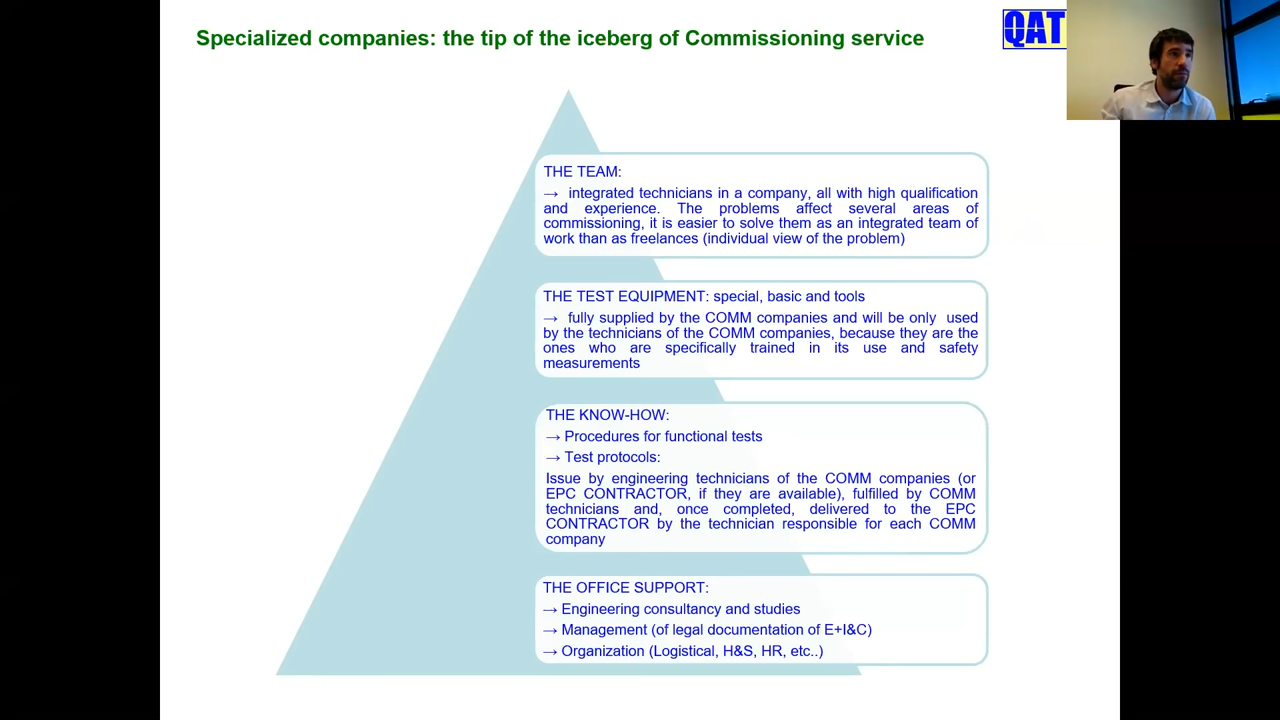 Specialized companies: the tip of the iceberg of Commissioning service
QAT
THE TEAM:
→ integrated technicians in a company, all with high qualification
and experience. The problems affect several areas of
commissioning, it is easier to solve them as an integrated team of
work than as freelances (individual view of the problem)
THE TEST EQUIPMENT: special, basic and tools
→ fully supplied by the COMM companies and will be only used
by the technicians of the COMM companies, because they are the
ones who are specifically trained in its use and safety
measurements
THE KNOW-HOW:
→ Procedures for functional tests
→ Test protocols:
Issue by engineering technicians of the COMM companies (or
EPC CONTRACTOR, if they are available), fulfilled by COMM
technicians and, once completed, delivered to the EPC
CONTRACTOR by the technician responsible for each COMM
company
THE OFFICE SUPPORT:
→ Engineering consultancy and studies
→ Management (of legal documentation of E+I&C)
→ Organization (Logistical, H&S, HR, etc..)